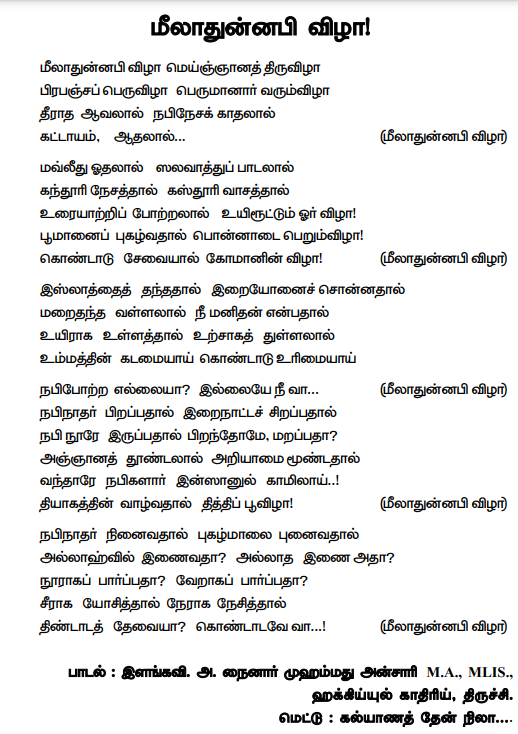 மீலாதுன்னபி விழா!
மீலாதுன்னபி விழா மெய்ஞ்ஞானத் திருவிழா
பிரபஞ்சப் பெருவிழா பெருமானார் வரும்விழா
தீராத ஆவலால் நபிநேசக் காதலால்
கட்டாயம், ஆதலால்... (மீலாதுன்னபி விழா)
மவ்லீது ஓதலால் ஸலவாத்துப் பாடலால்
கந்தூரி நேசத்தால் கஸ்தூரி வாசத்தால்
உரையாற்றிப் போற்றலால் உயிரூட்டும் ஓர் விழா!
பூமானைப் புகழ்வதால் பொன்னாடை பெறும்விழா!
கொண்டாடு சேவையால் கோமானின் விழா! (மீலாதுன்னபி விழா)
இஸ்லாத்தைத் தந்ததால் இறையோனைச் சொன்னதால்
மறைதந்த வள்ளலால் நீ மனிதன் என்பதால்
உயிராக உள்ளத்தால் உற்சாகத் துள்ளலால்
உம்மத்தின் கடமையாய் கொண்டாடு உரிமையாய்
நபிபோற்ற எல்லையா? இல்லையே நீ வா... (மீலாதுன்னபி விழா)
நபிநாதர் பிறப்பதால் இறைநாட்டச் சிறப்பதால்
நபி நூரே இருப்பதால் பிறந்தோமே, மறப்பதா?
அஞ்ஞானத் தூண்டலால் அறியாமை மூண்டதால்
வந்தாரே நபிகளார் இன்ஸானுல் காமிலாய்..!
தியாகத்தின் வாழ்வதால் தித்திப் பூவிழா! (மீலாதுன்னபி விழா)
நபிநாதர் நினைவதால் புகழ்மாலை புனைவதால்
அல்லாஹ்வில் இணைவதா? அல்லாத இணை அதா?
நூராகப் பார்ப்பதா? வேறாகப் பார்ப்பதா?
சீராக யோசித்தால் நேராக நேசித்தால்
திண்டாடத் தேவையா? கொண்டாடவே வா...! (மீலாதுன்னபி விழா)
பாடல் : இளங்கவி. அ. நைனார் முஹம்மது அன்சாரி M.A., MLIS.,
ஹக்கிய்யுல் காதிரிய், திருச்சி.
மெட்டு : கல்யாணத் தேன் நிலா....